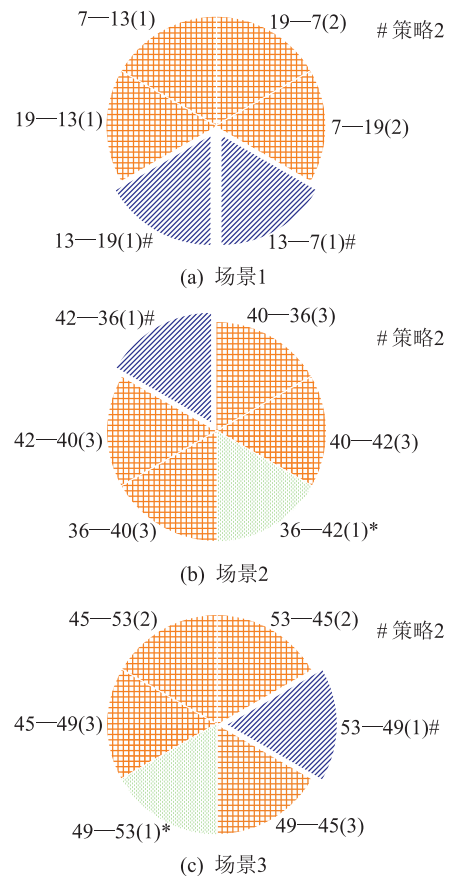 7—13(1) 19—7(2) # 策略2
19—13(1) 7—19(2)
13—19(1)# 13—7(1)#
(a) 场景1
42—36(1)# 40—36(3) # 策略2
42—40(3) 40—42(3)
36—40(3) 36—42(1)*
(b) 场景2
45—53(2) 53—45(2) # 策略2
45—49(3) 53—49(1)#
49—53(1)* 49—45(3)
(c) 场景3